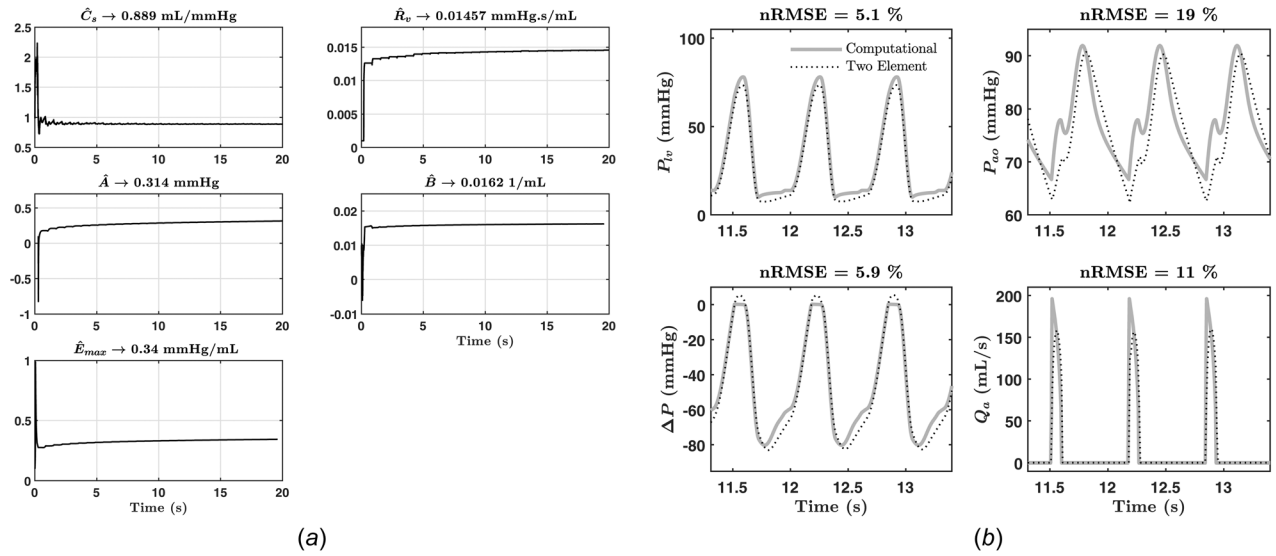 Ĉs → 0.889 mL/mmHg
2.5
2
1.5
1
0.5
0 5 10 15 20
R̂v → 0.01457 mmHg.s/mL
0.015
0.01
0.005
0
0 5 10 15 20
Â → 0.314 mmHg
0.5
0
-0.5
-1
0 5 10 15 20
B̂ → 0.0162 1/mL
0.02
0.01
0
-0.01
0 5 10 15 20
Time (s)
Êmax → 0.34 mmHg/mL
1
0.5
0
0 5 10 15 20
Time (s)
(a)
nRMSE = 5.1 %
Plv (mmHg)
100
50
0
11.5 12 12.5 13
Computational
Two Element
nRMSE = 19 %
Pao (mmHg)
90
80
70
60
11.5 12 12.5 13
nRMSE = 5.9 %
ΔP (mmHg)
0
-20
-40
-60
-80
11.5 12 12.5 13
Time (s)
nRMSE = 11 %
Qa (mL/s)
200
150
100
50
0
11.5 12 12.5 13
Time (s)
(b)